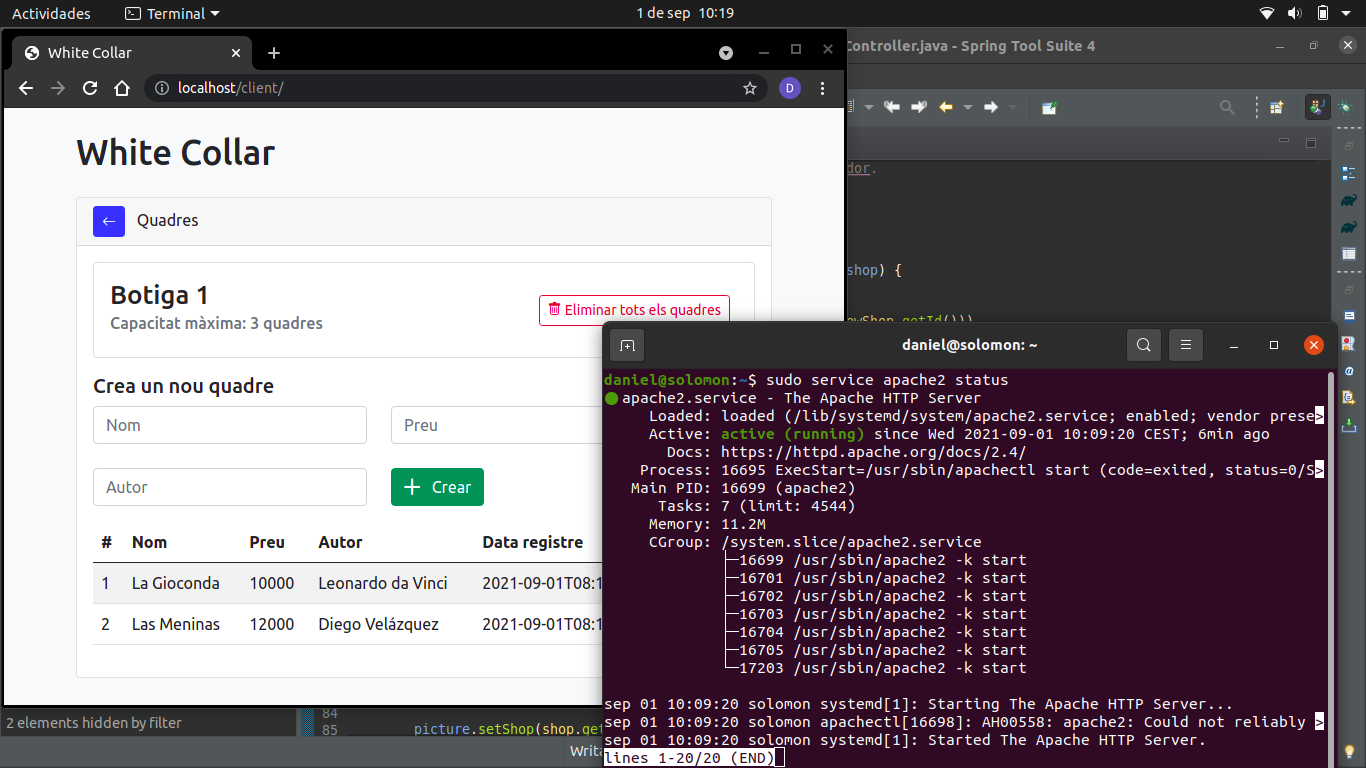 Actividades
Terminal
1 de sep 10:19
White Collar
Controller.java - Spring Tool Suite 4
localhost/client/
D
White Collar
Quadres
Botiga 1
Capacitat màxima: 3 quadres
Eliminar tots els quadres
Crea un nou quadre
Nom
Preu
Autor
Crear
# Nom Preu Autor Data registre
1 La Gioconda 10000 Leonardo da Vinci 2021-09-01T08:1
2 Las Meninas 12000 Diego Velázquez 2021-09-01T08:1
dor.
shop) {
wShop.getId()))
2 elements hidden by filter
84
85 picture.setShop(shop.get
Writa
daniel@solomon: ~
daniel@solomon:~$ sudo service apache2 status
apache2.service - The Apache HTTP Server
Loaded: loaded (/lib/systemd/system/apache2.service; enabled; vendor prese>
Active: active (running) since Wed 2021-09-01 10:09:20 CEST; 6min ago
Docs: https://httpd.apache.org/docs/2.4/
Process: 16695 ExecStart=/usr/sbin/apachectl start (code=exited, status=0/S>
Main PID: 16699 (apache2)
Tasks: 7 (limit: 4544)
Memory: 11.2M
CGroup: /system.slice/apache2.service
├─16699 /usr/sbin/apache2 -k start
├─16701 /usr/sbin/apache2 -k start
├─16702 /usr/sbin/apache2 -k start
├─16703 /usr/sbin/apache2 -k start
├─16704 /usr/sbin/apache2 -k start
├─16705 /usr/sbin/apache2 -k start
└─17203 /usr/sbin/apache2 -k start
sep 01 10:09:20 solomon systemd[1]: Starting The Apache HTTP Server...
sep 01 10:09:20 solomon apachectl[16698]: AH00558: apache2: Could not reliably >
sep 01 10:09:20 solomon systemd[1]: Started The Apache HTTP Server.
lines 1-20/20 (END)